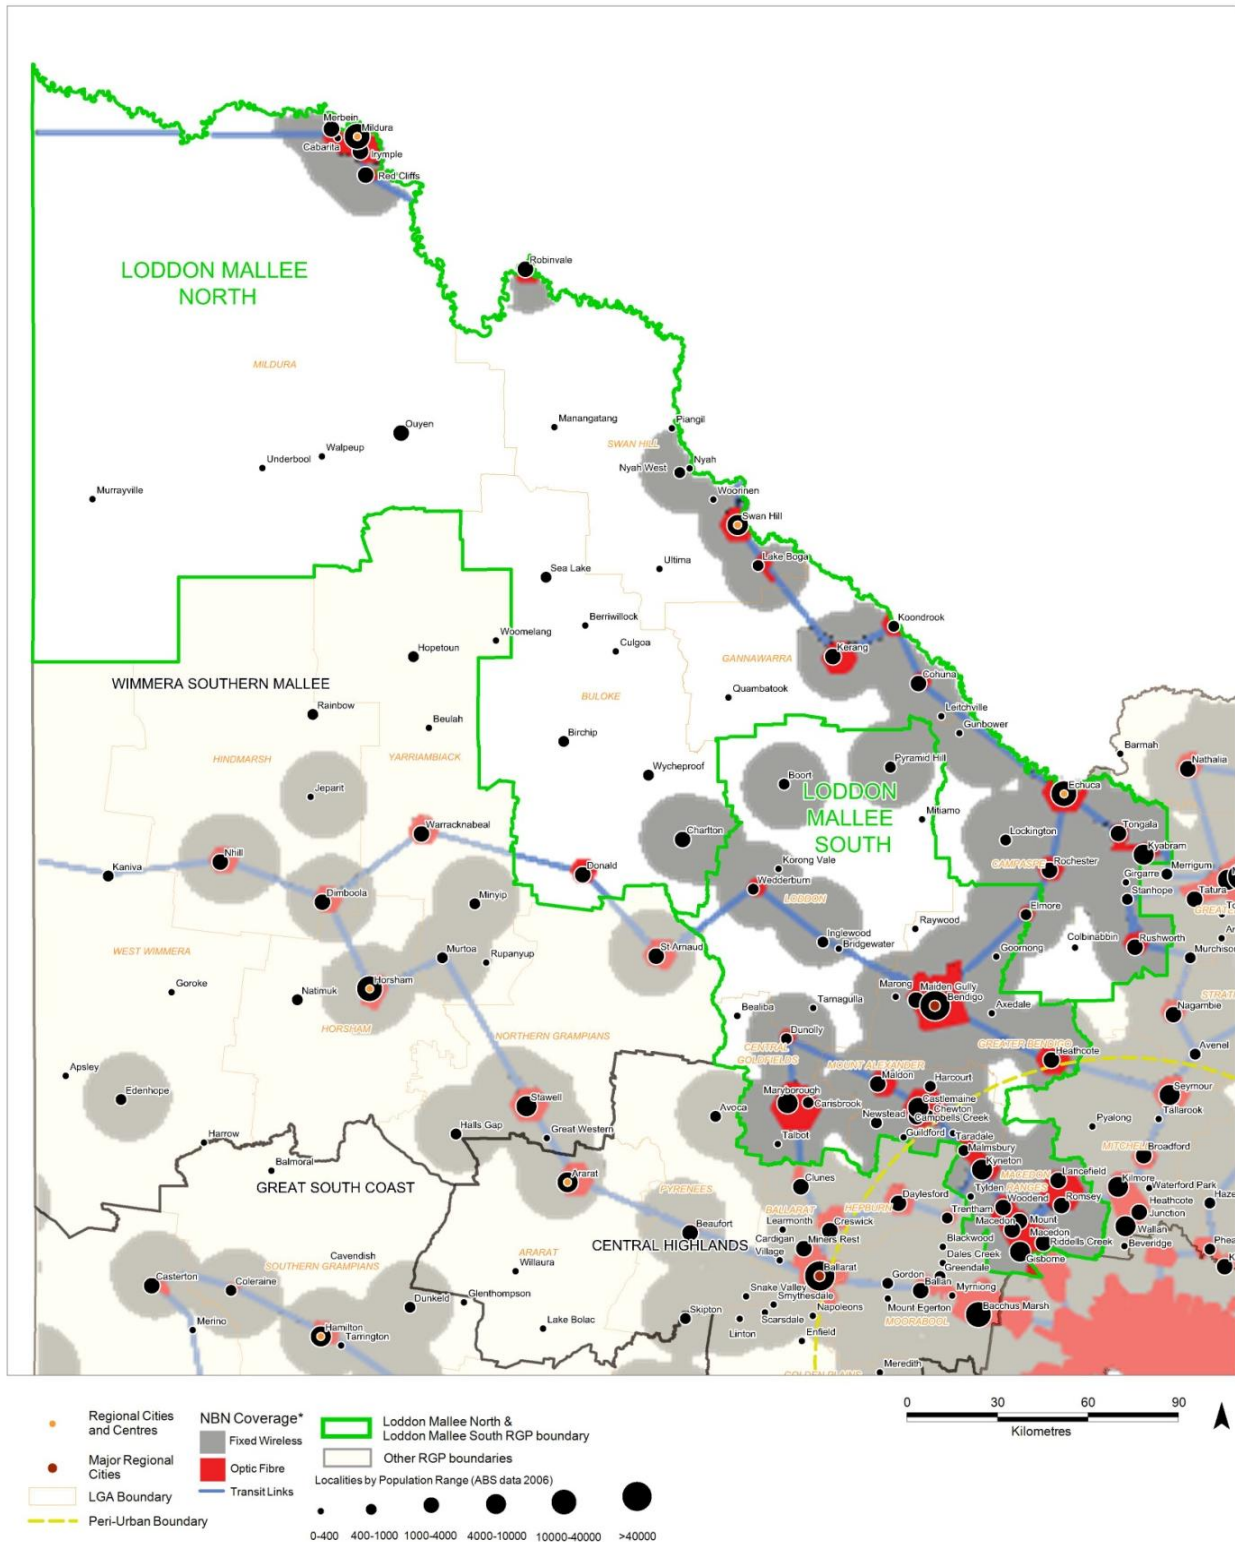 Merbein
Mildura
Cabarita
Irymple
Red Cliffs
LODDON MALLEE
NORTH
Robinvale
MILDURA
Ouyen
Manangatang
Piangil
SWAN HILL
Walpeup
Underbool
Nyah
Nyah West
Murrayville
Woorinen
Swan Hill
Lake Boga
Ultima
Sea Lake
Berriwillock
Koondrook
Woomelang
Culgoa
Hopetoun
Kerang
GANNAWARRA
WIMMERA SOUTHERN MALLEE
Cohuna
BULOKE
Quambatook
Rainbow
Leitchville
Beulah
Gunbower
Birchip
Barmah
HINDMARSH
YARRIAMBIACK
Wycheproof
Pyramid Hill
Nathalia
Boort
Jeparit
LODDON
MALLEE
SOUTH
Echuca
Mitiamo
Warracknabeal
Charlton
Lockington
Tongala
Kyabram
Nhill
Korong Vale
CAMPASPE
Rochester
Merrigum
Kaniva
Donald
Wedderburn
Girgarre
Stanhope
Tatura
Dimboola
Minyip
LODDON
Elmore
Raywood
WEST WIMMERA
Murtoa
Rupanyup
St Arnaud
Inglewood
Bridgewater
Goornong
Colbinabbin
Rushworth
Murchison
Goroke
Natimuk
Horsham
Marong
Maiden Gully
Bendigo
Axedale
Nagambie
HORSHAM
NORTHERN GRAMPIANS
Bealiba
Tarnagulla
Dunolly
CENTRAL
GOLDFIELDS
MOUNT ALEXANDER
GREATER BENDIGO
Heathcote
Avenel
Apsley
Edenhope
Maldon
Harcourt
Seymour
Stawell
Maryborough
Carisbrook
Castlemaine
Chewton
Campbells Creek
Tallarook
Avoca
Newstead
Pyalong
Halls Gap
Great Western
Talbot
Guildford
Taradale
Malmsbury
Harrow
MITCHELL
Broadford
Balmoral
Kyneton
MACEDON
RANGES
Lancefield
Kilmore
Ararat
Clunes
Waterford Park
GREAT SOUTH COAST
PYRENEES
Daylesford
Tylden
Woodend
Romsey
Heathcote
Junction
BALLARAT
HEPBURN
Trentham
Macedon
Mount
Macedon
Wallan
Beaufort
Learmonth
Creswick
Riddells Creek
CENTRAL HIGHLANDS
Cardigan
Village
Miners Rest
Blackwood
Gisborne
Beveridge
Cavendish
ARARAT
Willaura
Dales Creek
Greendale
SOUTHERN GRAMPIANS
Casterton
Coleraine
Ballarat
Gordon
Ballan
Myrniong
Dunkeld
Glenthompson
Snake Valley
Smythesdale
Mount Egerton
Bacchus Marsh
Merino
Hamilton
Tarrington
Skipton
Scarsdale
Napoleons
MOORABOOL
Lake Bolac
Linton
Enfield
Meredith
GOLDEN PLAINS
Regional Cities
and Centres
Major Regional
Cities
LGA Boundary
Peri-Urban Boundary
NBN Coverage*
Fixed Wireless
Optic Fibre
Transit Links
Loddon Mallee North &
Loddon Mallee South RGP boundary
Other RGP boundaries
Localities by Population Range (ABS data 2006)
0-400 400-1000 1000-4000 4000-10000 10000-40000 >40000
0 30 60 90
Kilometres